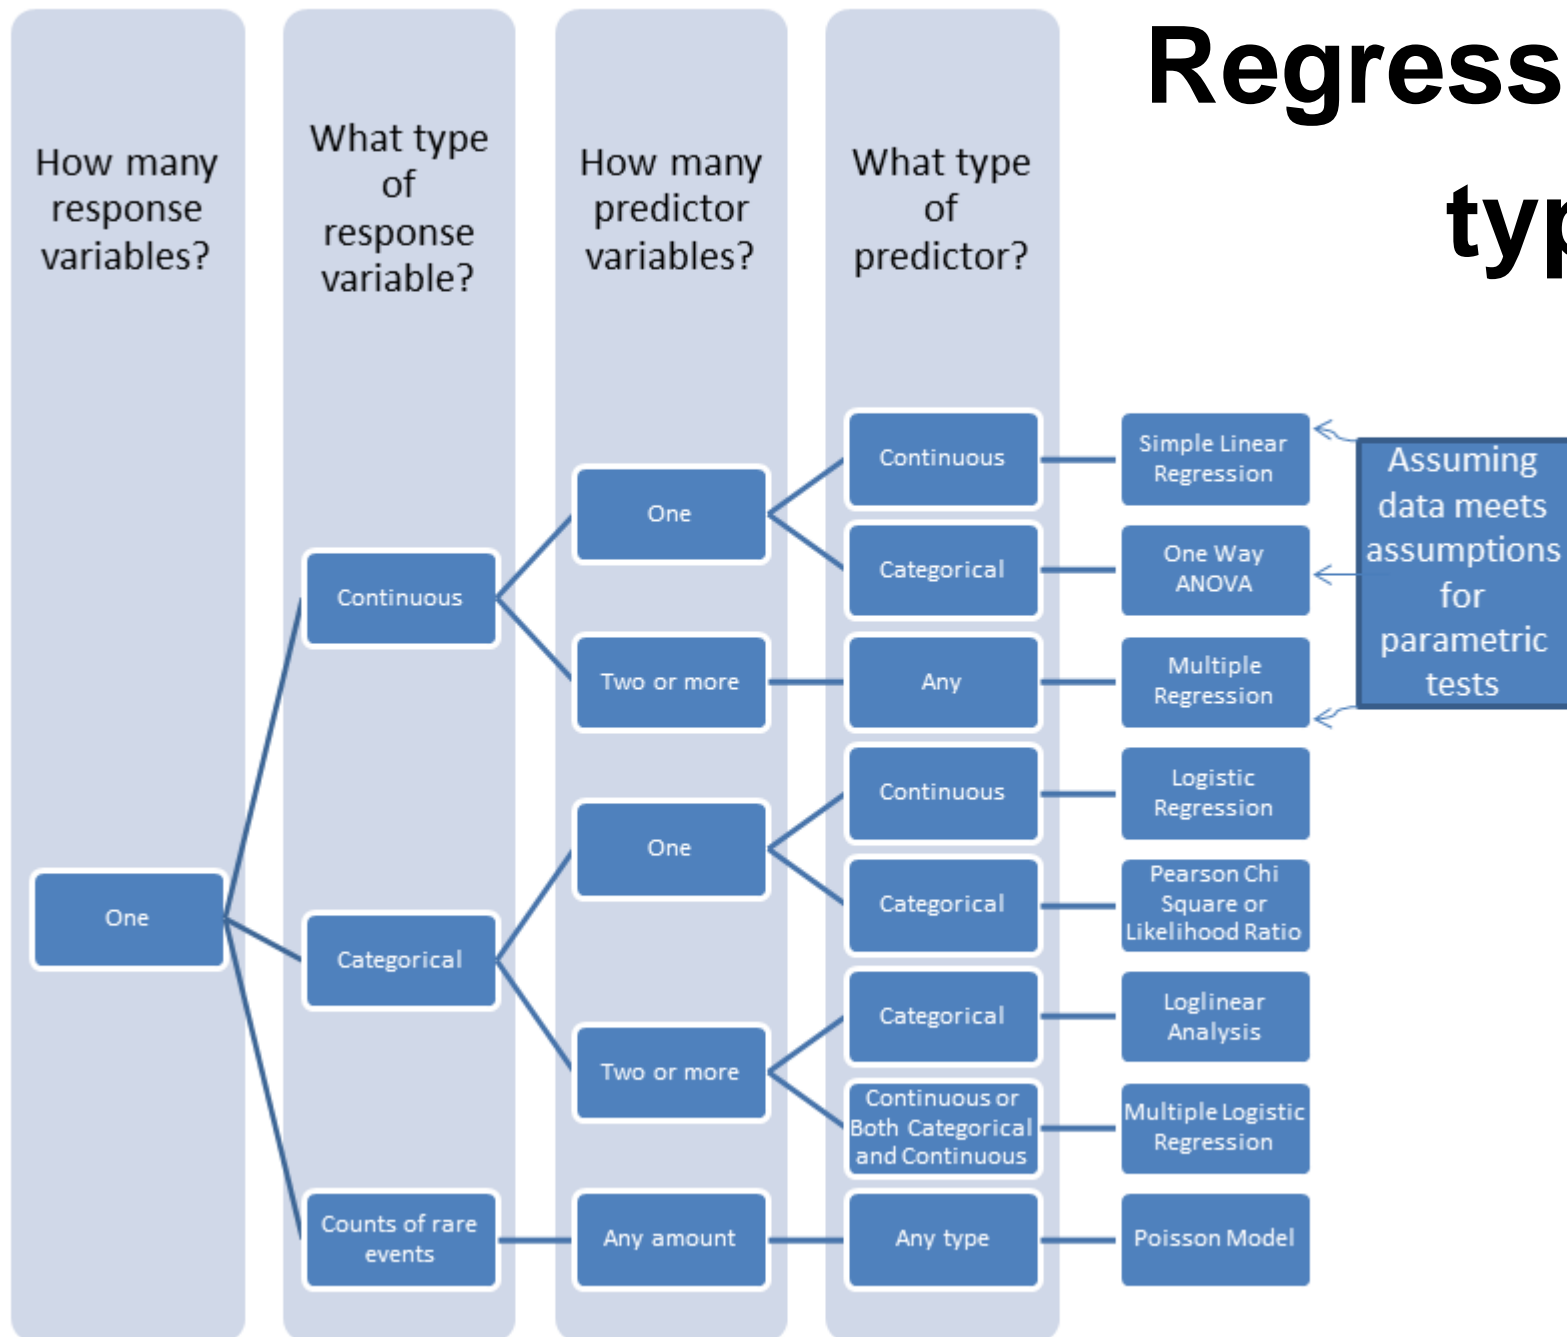 Regress
typ
How many
response
variables?
What type
of
response
variable?
How many
predictor
variables?
What type
of
predictor?
One
Continuous
Categorical
Counts of rare
events
One
Two or more
One
Two or more
Any amount
Continuous
Categorical
Any
Continuous
Categorical
Categorical
Continuous or
Both Categorical
and Continuous
Any type
Simple Linear
Regression
One Way
ANOVA
Multiple
Regression
Logistic
Regression
Pearson Chi
Square or
Likelihood Ratio
Loglinear
Analysis
Multiple Logistic
Regression
Poisson Model
Assuming
data meets
assumptions
for
parametric
tests